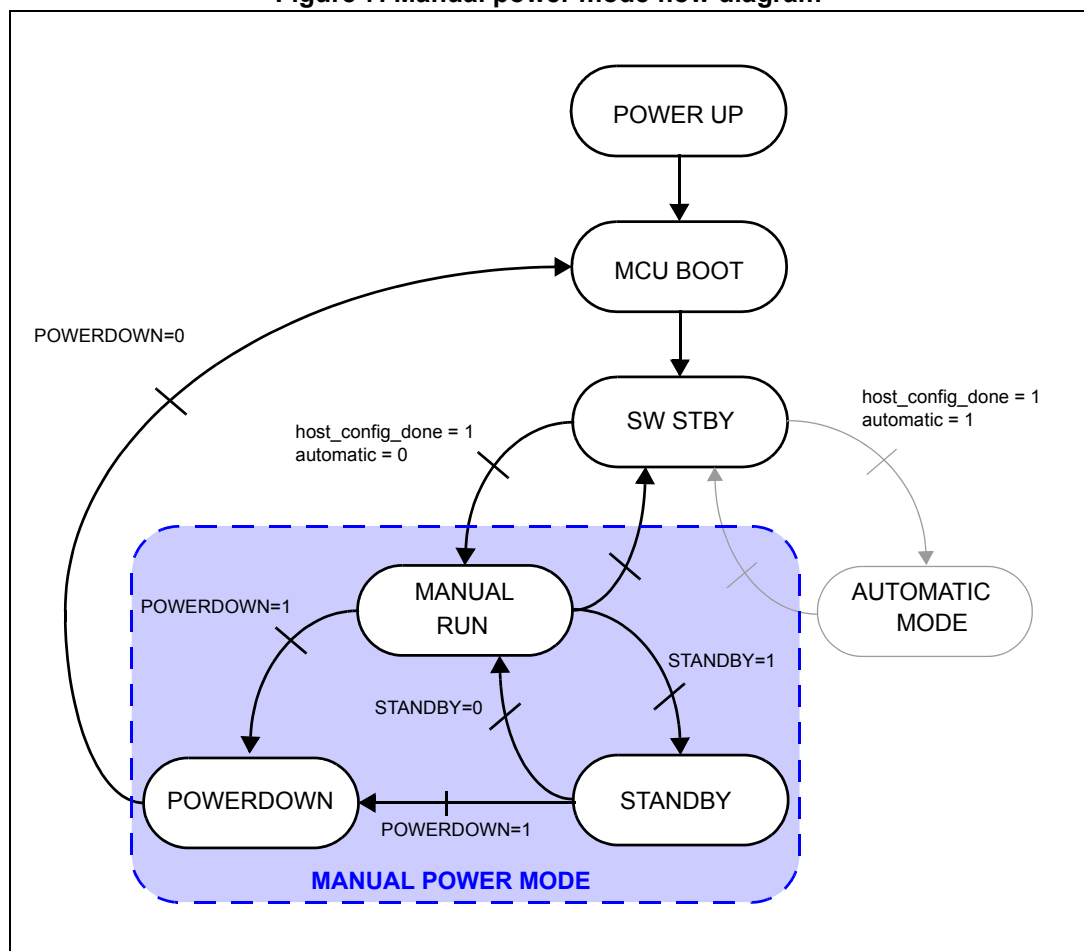 Figure 7. Manual power mode flow diagram
POWER UP
MCU BOOT
POWERDOWN=0
SW STBY
host_config_done = 1
automatic = 1
host_config_done = 1
automatic = 0
MANUAL
RUN
AUTOMATIC
MODE
POWERDOWN=1
STANDBY=1
STANDBY=0
POWERDOWN
STANDBY
POWERDOWN=1
MANUAL POWER MODE